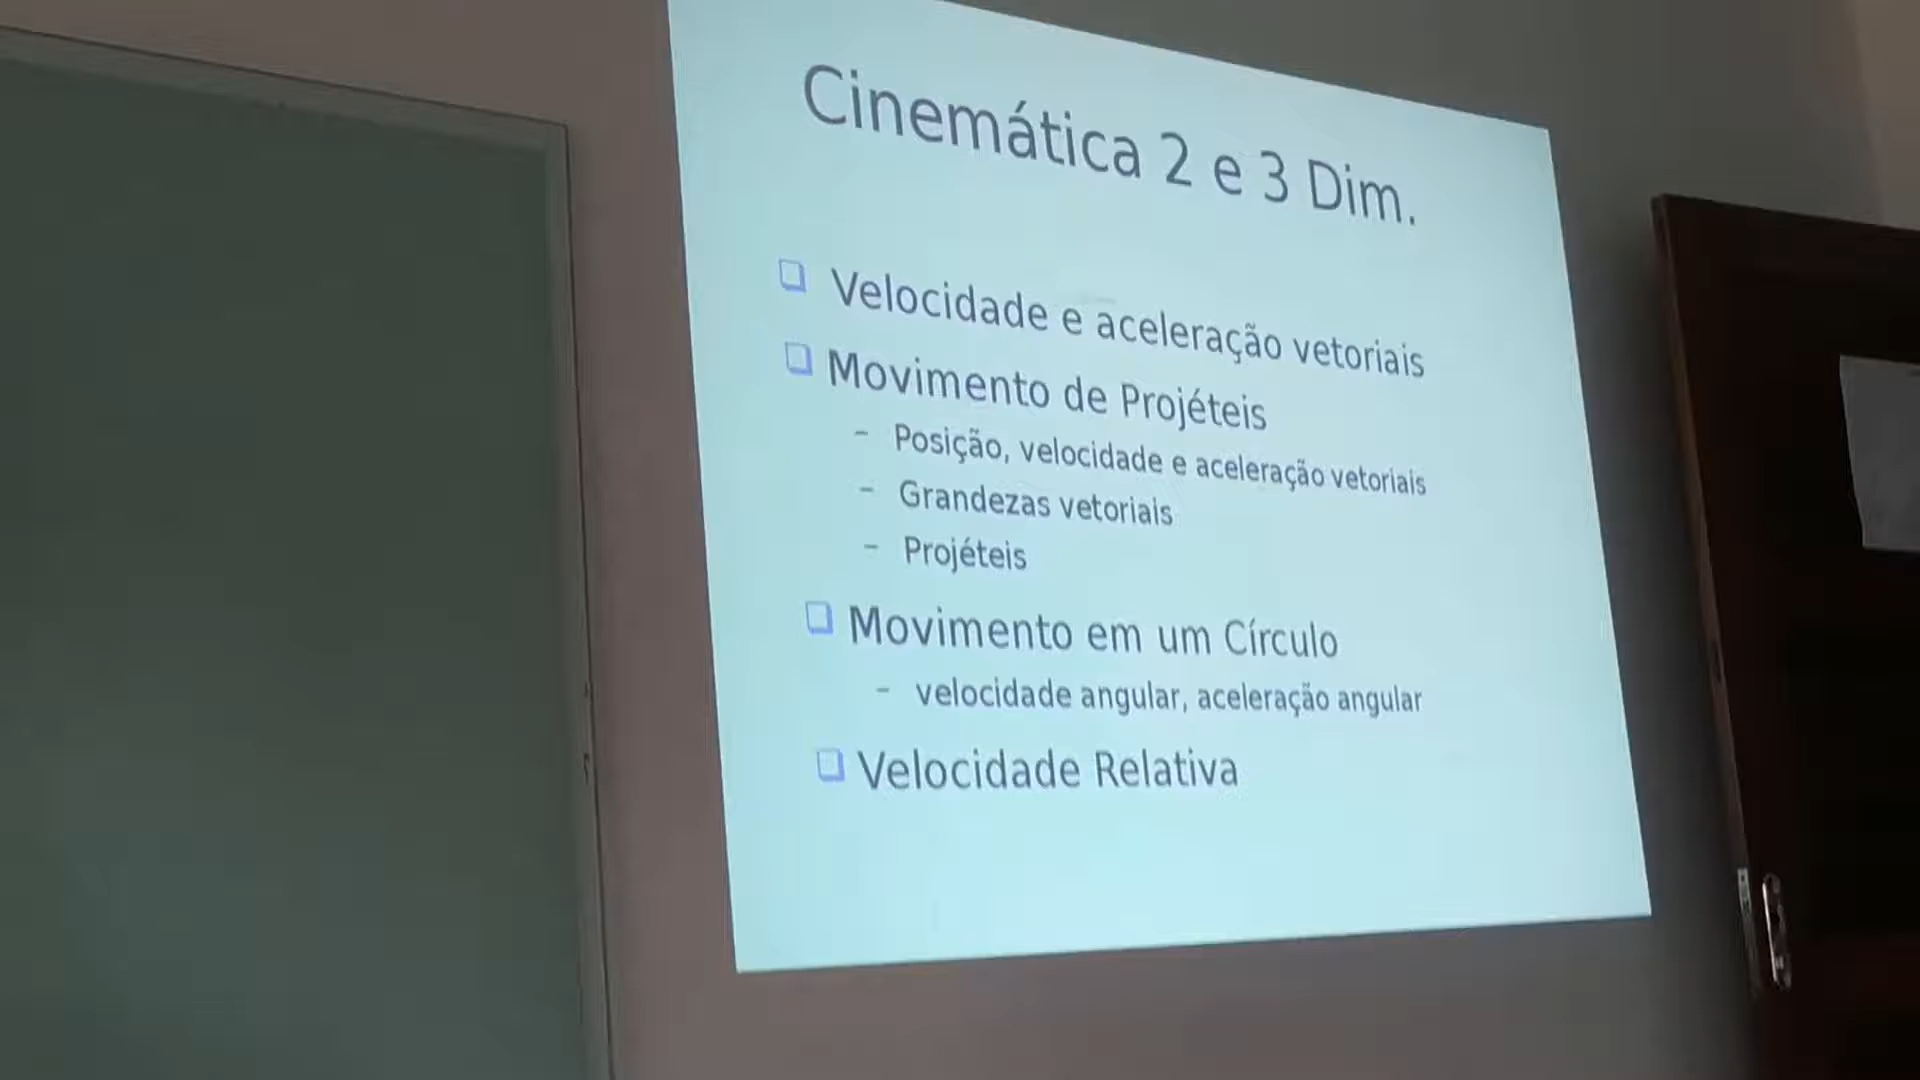 Cinemática 2 e 3 Dim.
❑ Velocidade e aceleração vetoriais
❑ Movimento de Projéteis
– Posição, velocidade e aceleração vetoriais
– Grandezas vetoriais
– Projéteis
❑ Movimento em um Círculo
– velocidade angular, aceleração angular
❑ Velocidade Relativa